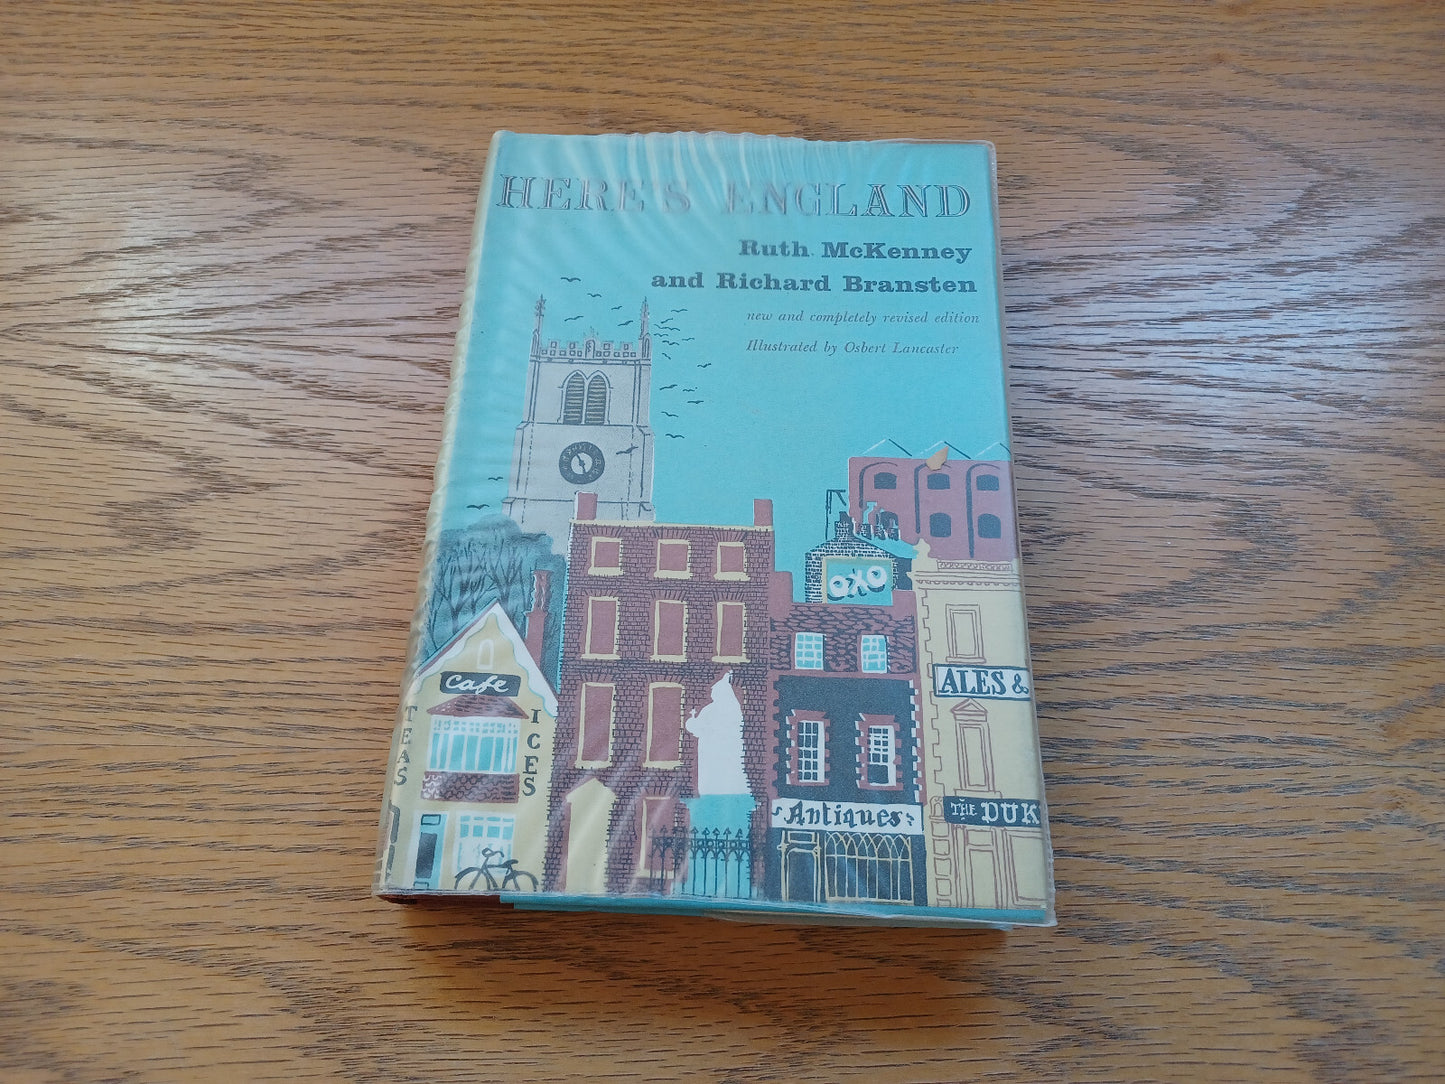 HERE'S ENGLAND
Ruth McKenney
and Richard Bransten
new and completely revised edition
Illustrated by Osbert Lancaster
OXO
Cafe
TEAS
ICES
ALES &
Antiques
THE DUK